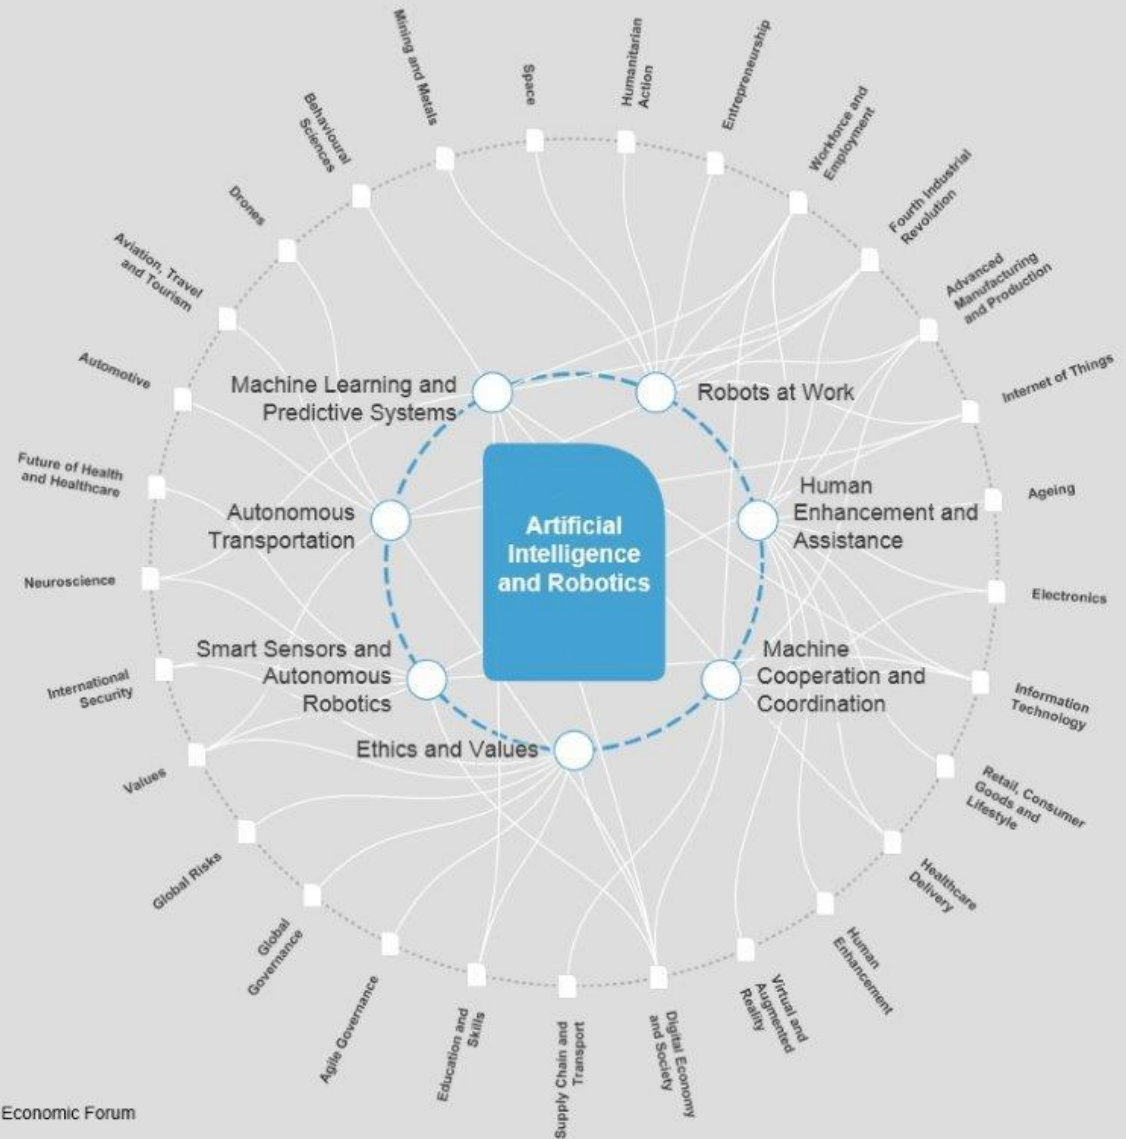 Artificial
Intelligence
and Robotics
Machine Learning and
Predictive Systems
Robots at Work
Autonomous
Transportation
Human
Enhancement and
Assistance
Smart Sensors and
Autonomous
Robotics
Machine
Cooperation and
Coordination
Ethics and Values
Mining and Metals
Space
Humanitarian
Action
Entrepreneurship
Workforce and
Employment
Fourth Industrial
Revolution
Advanced
Manufacturing
and Production
Internet of Things
Ageing
Electronics
Information
Technology
Retail, Consumer
Goods and
Lifestyle
Healthcare
Delivery
Human
Enhancement
Virtual and
Augmented
Reality
Digital Economy
and Society
Supply Chain and
Transport
Education and
Skills
Agile Governance
Global
Governance
Global Risks
Values
International
Security
Neuroscience
Future of Health
and Healthcare
Automotive
Aviation, Travel
and Tourism
Drones
Behavioural
Sciences
Economic Forum